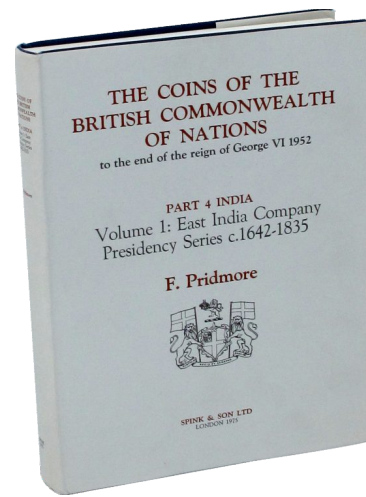 THE COINS OF THE
BRITISH COMMONWEALTH
OF NATIONS
to the end of the reign of George VI 1952
PART 4 INDIA
Volume 1: East India Company
Presidency Series c.1642-1835
F. Pridmore
SPINK & SON LTD
LONDON 1975